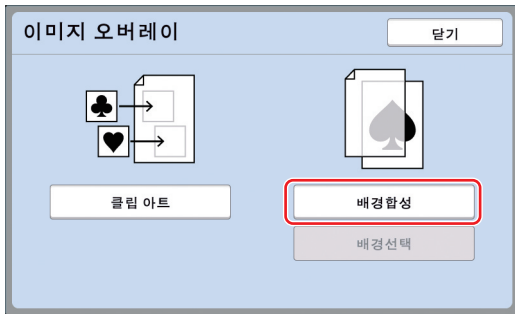 이미지 오버레이
닫기
클립 아트
배경합성
배경선택